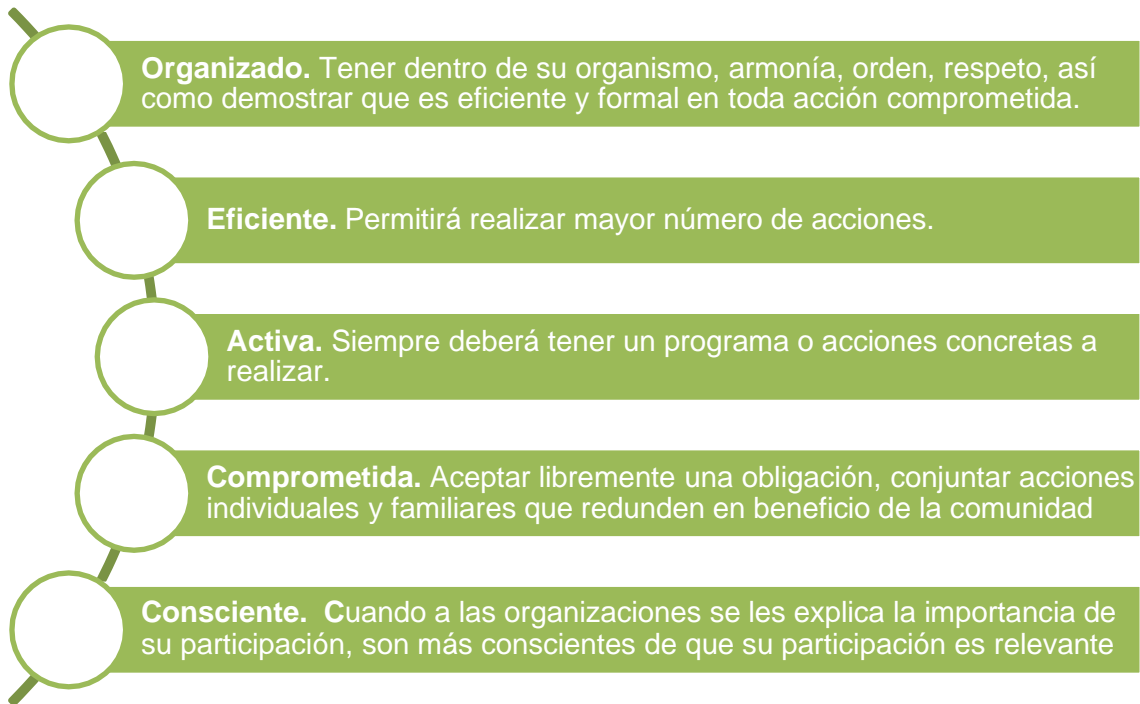 Organizado. Tener dentro de su organismo, armonía, orden, respeto, así
como demostrar que es eficiente y formal en toda acción comprometida.
Eficiente. Permitirá realizar mayor número de acciones.
Activa. Siempre deberá tener un programa o acciones concretas a
realizar.
Comprometida. Aceptar libremente una obligación, conjuntar acciones
individuales y familiares que redunden en beneficio de la comunidad
Consciente. Cuando a las organizaciones se les explica la importancia de
su participación, son más conscientes de que su participación es relevante